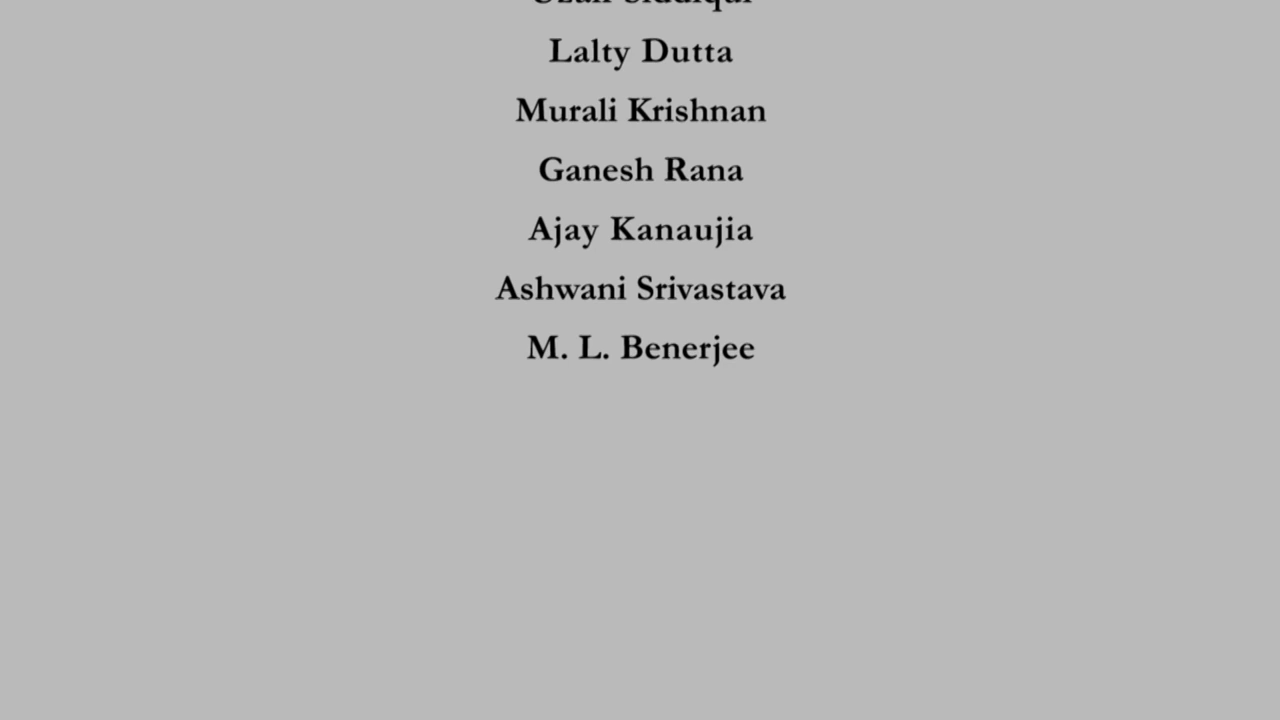 Lalty Dutta
Murali Krishnan
Ganesh Rana
Ajay Kanaujia
Ashwani Srivastava
M. L. Benerjee